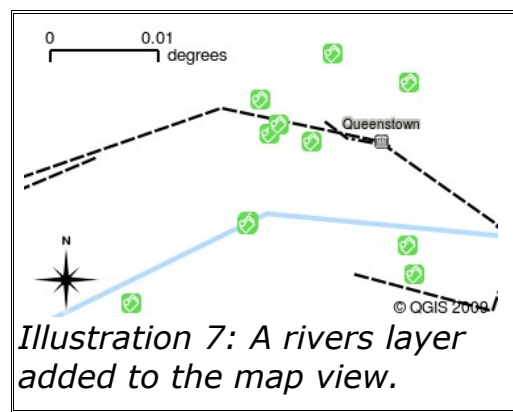 0 0.01
degrees
Queenstown
N
© QGIS 2009
Illustration 7: A rivers layer
added to the map view.